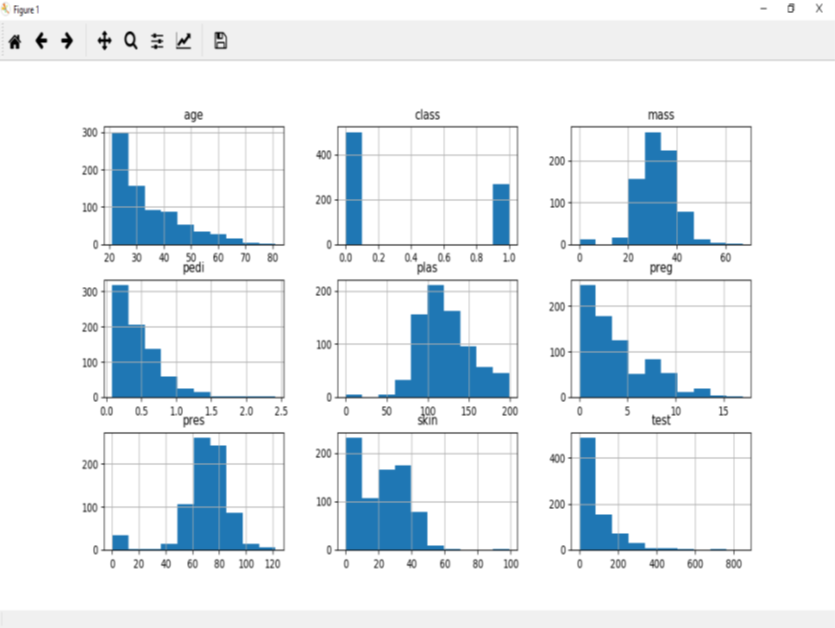 Figure 1
age class mass
300 400 200
200 200 100
100 0 0
0
20 30 40 50 60 70 80 0.0 0.2 0.4 0.6 0.8 1.0 0 20 40 60
pedi plas preg
300 200 200
200 100 100
100 0 0
0
0.0 0.5 1.0 1.5 2.0 2.5 0 50 100 150 200 0 5 10 15
pres skin test
200 200 400
100 100 200
0 0 0
0 20 40 60 80 100 120 0 20 40 60 80 100 0 200 400 600 800